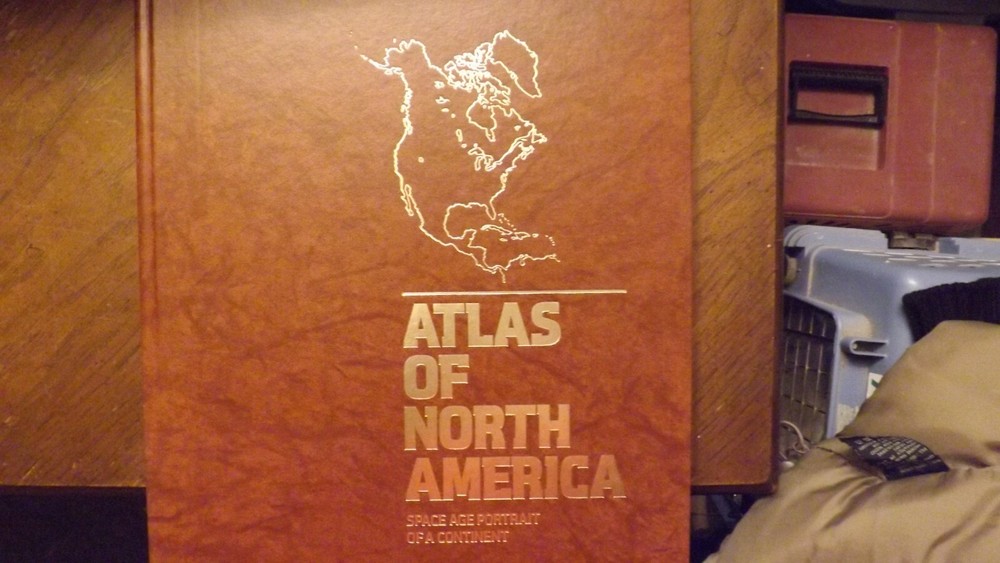 ATLAS
OF
NORTH
AMERICA
SPACE AGE PORTRAIT
OF A CONTINENT